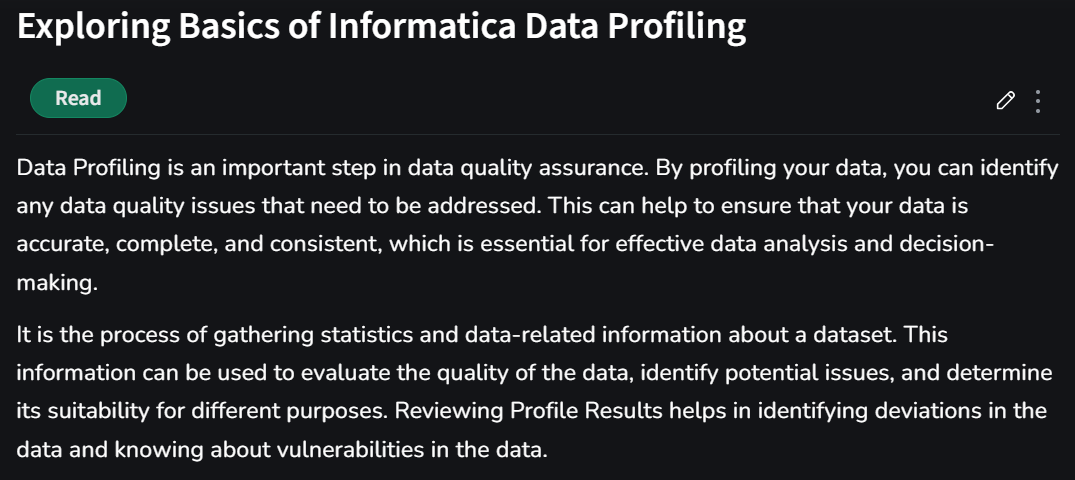 Exploring Basics of Informatica Data Profiling
Read
Data Profiling is an important step in data quality assurance. By profiling your data, you can identify
any data quality issues that need to be addressed. This can help to ensure that your data is
accurate, complete, and consistent, which is essential for effective data analysis and decision-
making.
It is the process of gathering statistics and data-related information about a dataset. This
information can be used to evaluate the quality of the data, identify potential issues, and determine
its suitability for different purposes. Reviewing Profile Results helps in identifying deviations in the
data and knowing about vulnerabilities in the data.